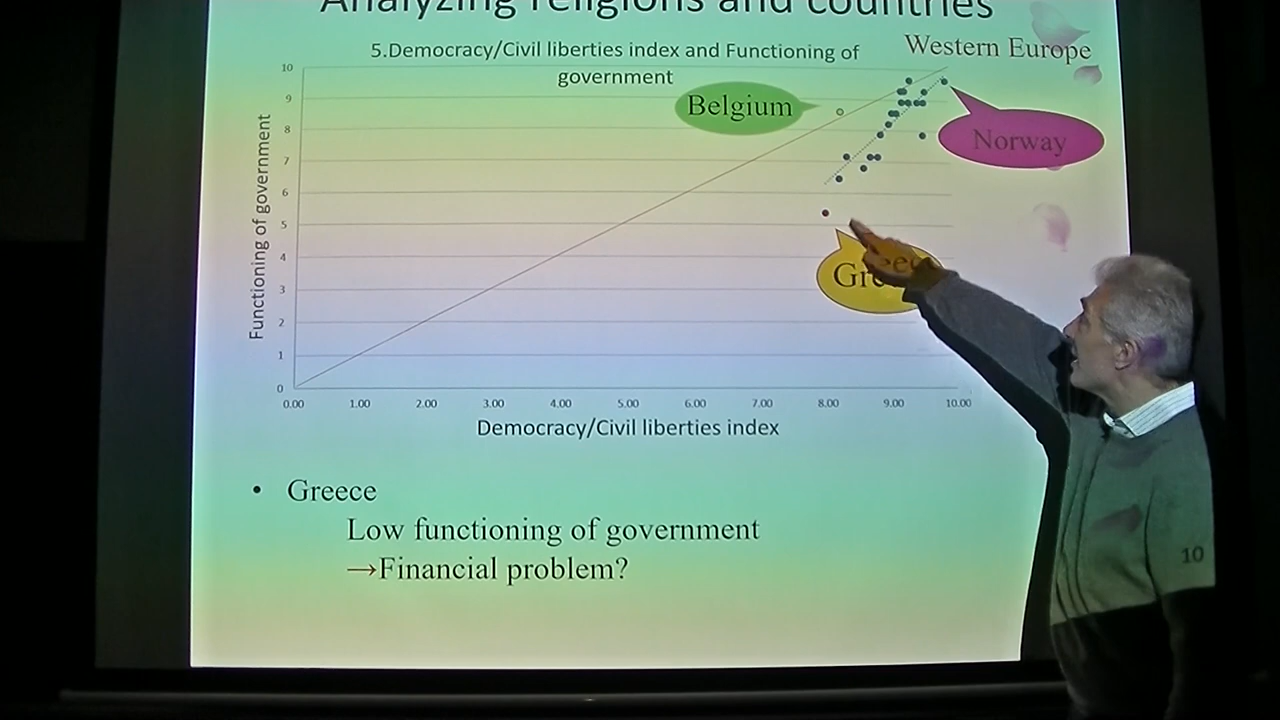 Analyzing religions and countries
5.Democracy/Civil liberties index and Functioning of
government
Western Europe
Belgium
Norway
Functioning of government
10
9
8
7
6
5
4
3
2
1
0
0.00 1.00 2.00 3.00 4.00 5.00 6.00 7.00 8.00 9.00 10.00
Democracy/Civil liberties index
• Greece
Low functioning of government
→Financial problem?
10